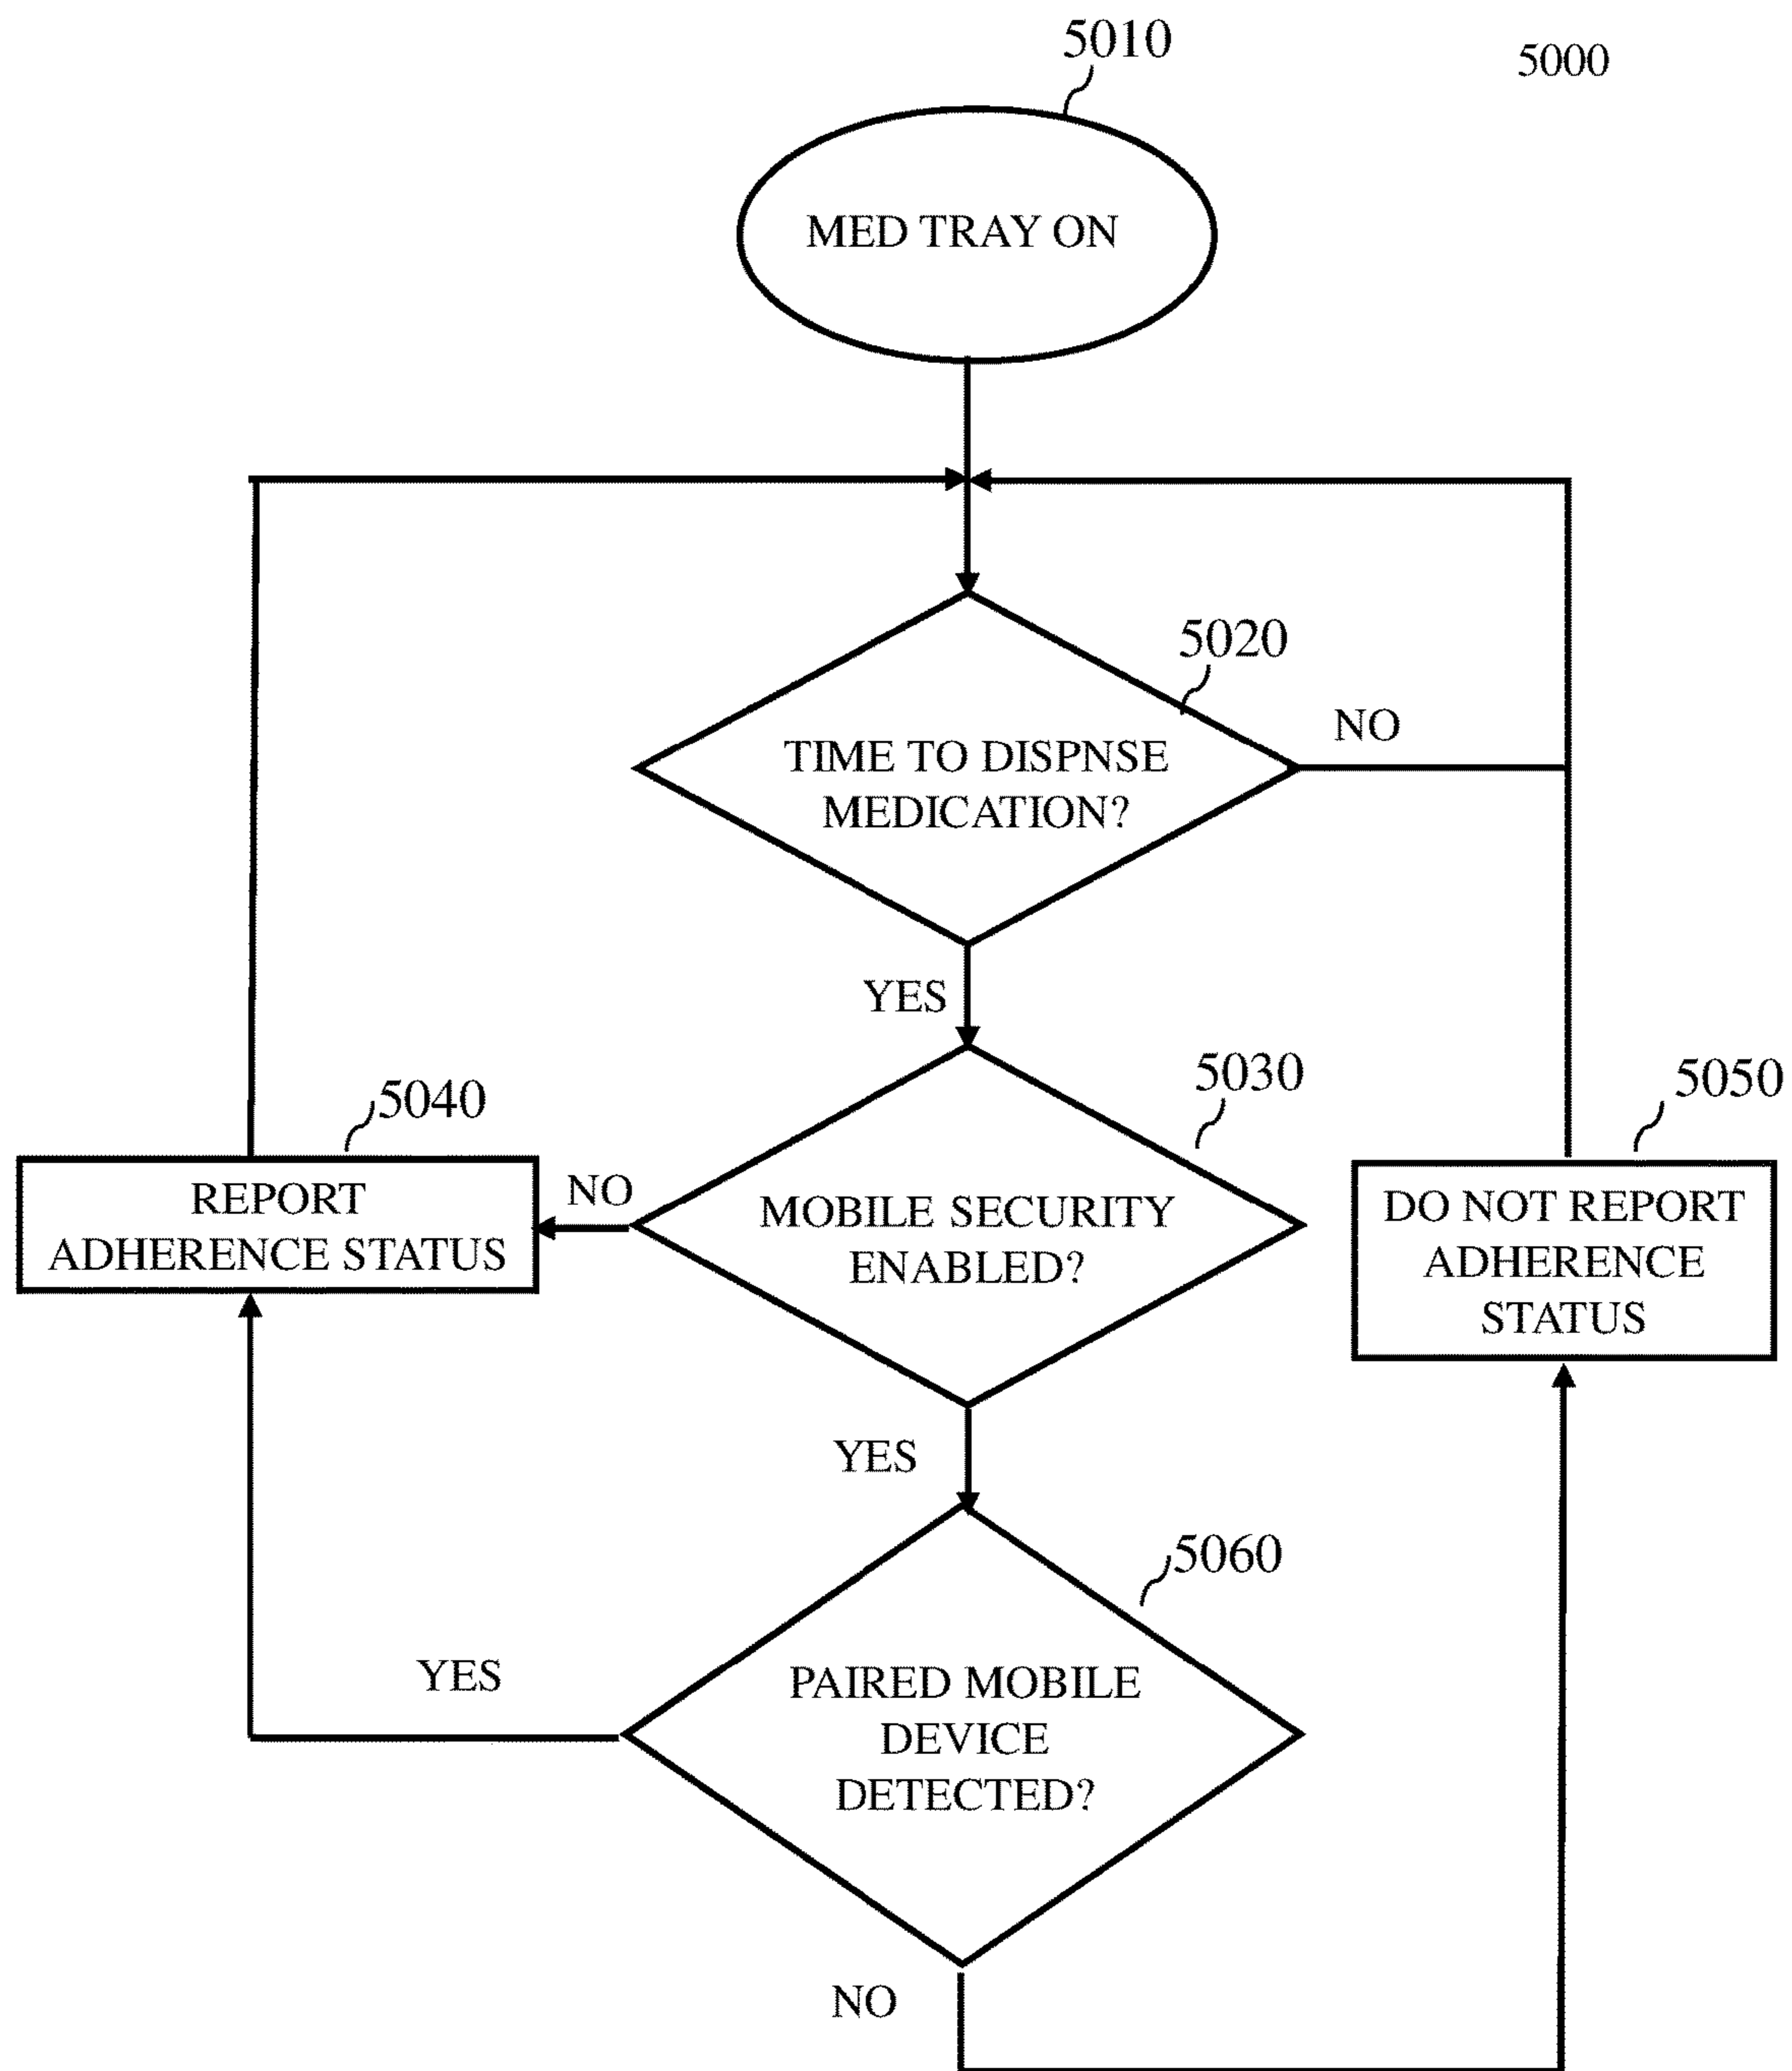 5010
5000
MED TRAY ON
5020
NO
TIME TO DISPNSE
MEDICATION?
YES
5030
5050
5040
NO
REPORT
ADHERENCE STATUS
MOBILE SECURITY
ENABLED?
DO NOT REPORT
ADHERENCE
STATUS
YES
5060
YES
PAIRED MOBILE
DEVICE
DETECTED?
NO